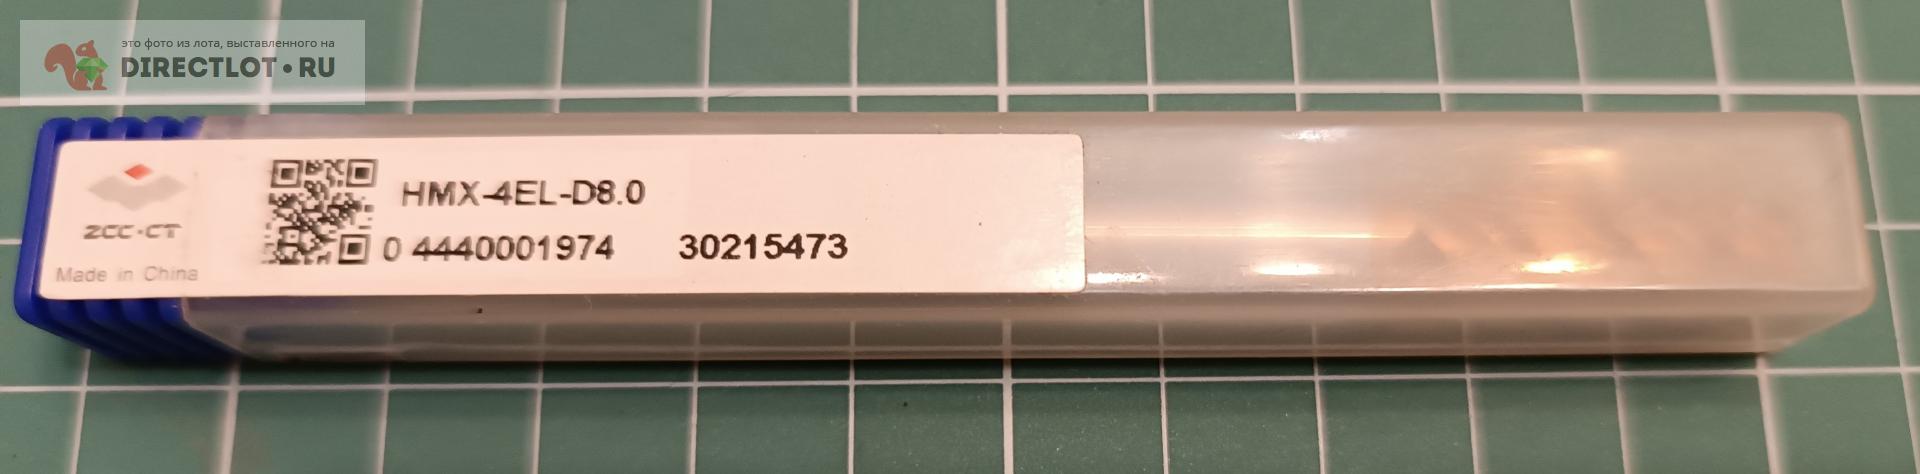 это фото из лота, выставленного на
DIRECTLOT•RU
HMX-4EL-D8.0
ZCC·CT
0 4440001974 30215473
Made in China